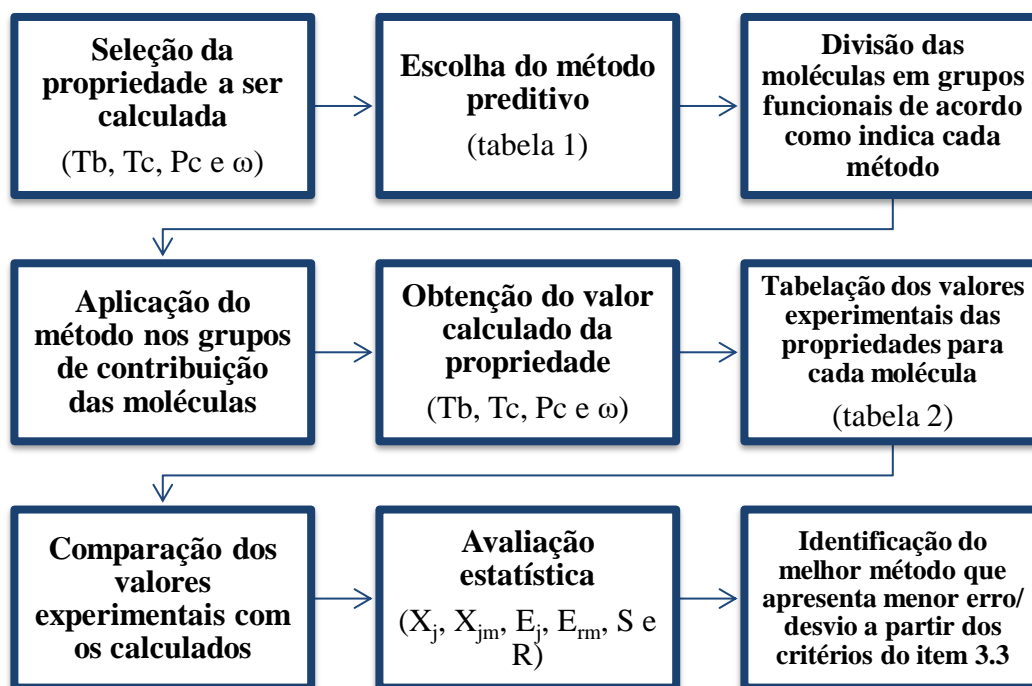 Seleção da
propriedade a ser
calculada
(Tb, Tc, Pc e ω)
Escolha do método
preditivo
(tabela 1)
Divisão das
moléculas em grupos
funcionais de acordo
como indica cada
método
Aplicação do
método nos grupos
de contribuição
das moléculas
Obtenção do valor
calculado da
propriedade
(Tb, Tc, Pc e ω)
Tabelação dos valores
experimentais das
propriedades para
cada molécula
(tabela 2)
Comparação dos
valores
experimentais com
os calculados
Avaliação
estatística
(Xj, Xjm, Ej, Erm, S e
R)
Identificação do
melhor método que
apresenta menor erro/
desvio a partir dos
critérios do item 3.3